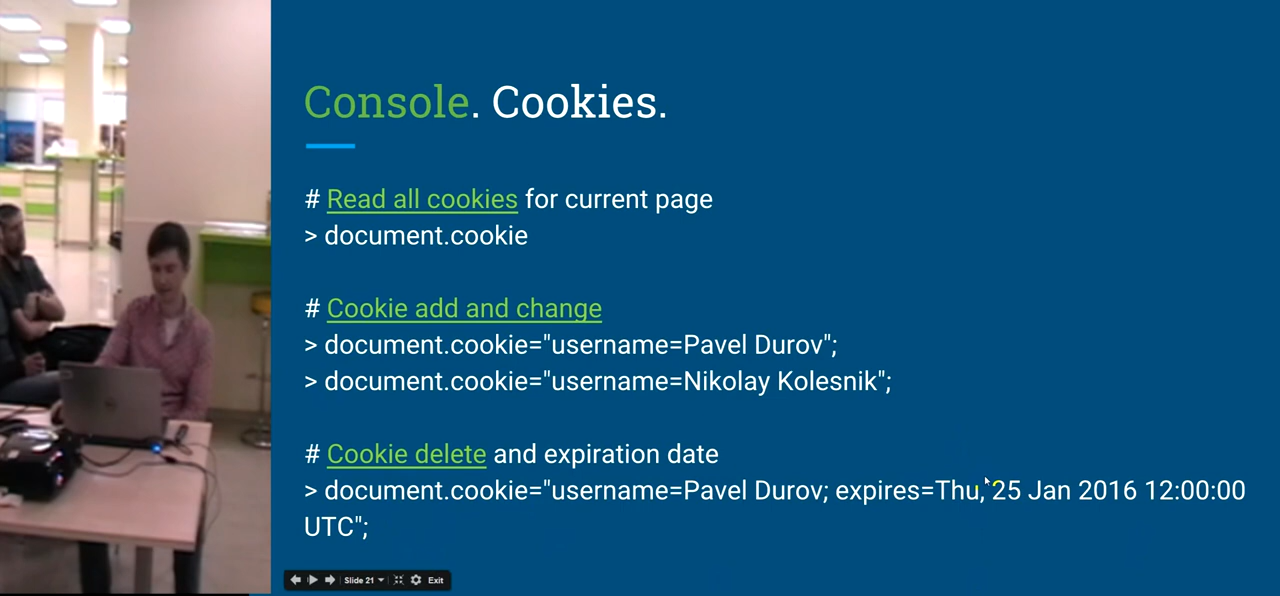 Console. Cookies.
# Read all cookies for current page
> document.cookie
# Cookie add and change
> document.cookie="username=Pavel Durov";
> document.cookie="username=Nikolay Kolesnik";
# Cookie delete and expiration date
> document.cookie="username=Pavel Durov; expires=Thu, 25 Jan 2016 12:00:00
UTC";
Slide 21
Exit